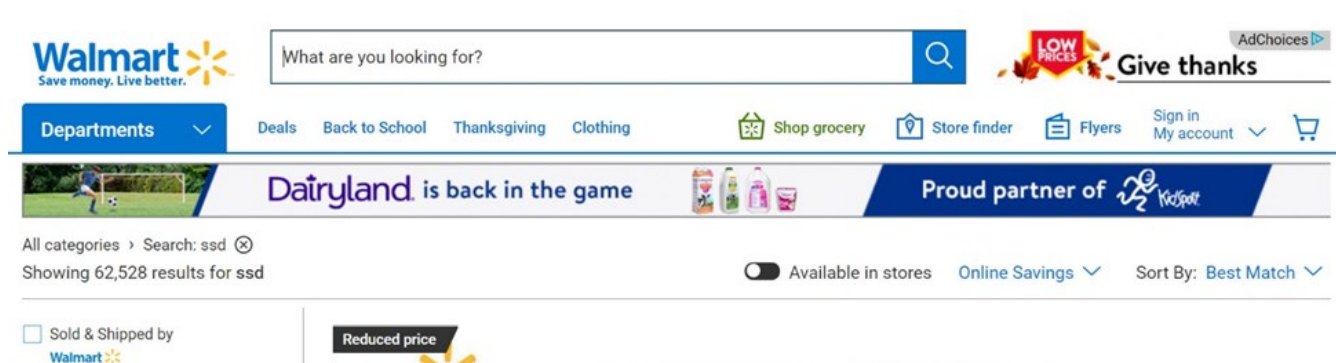 Walmart
Save money. Live better.
What are you looking for?
LOW PRICES
Give thanks
AdChoices
Departments
Deals Back to School Thanksgiving Clothing
Shop grocery Store finder Flyers
Sign in
My account
Dairyland is back in the game
Proud partner of KidSport
All categories › Search: ssd
Showing 62,528 results for ssd
Available in stores Online Savings Sort By: Best Match
Sold & Shipped by
Walmart
Reduced price